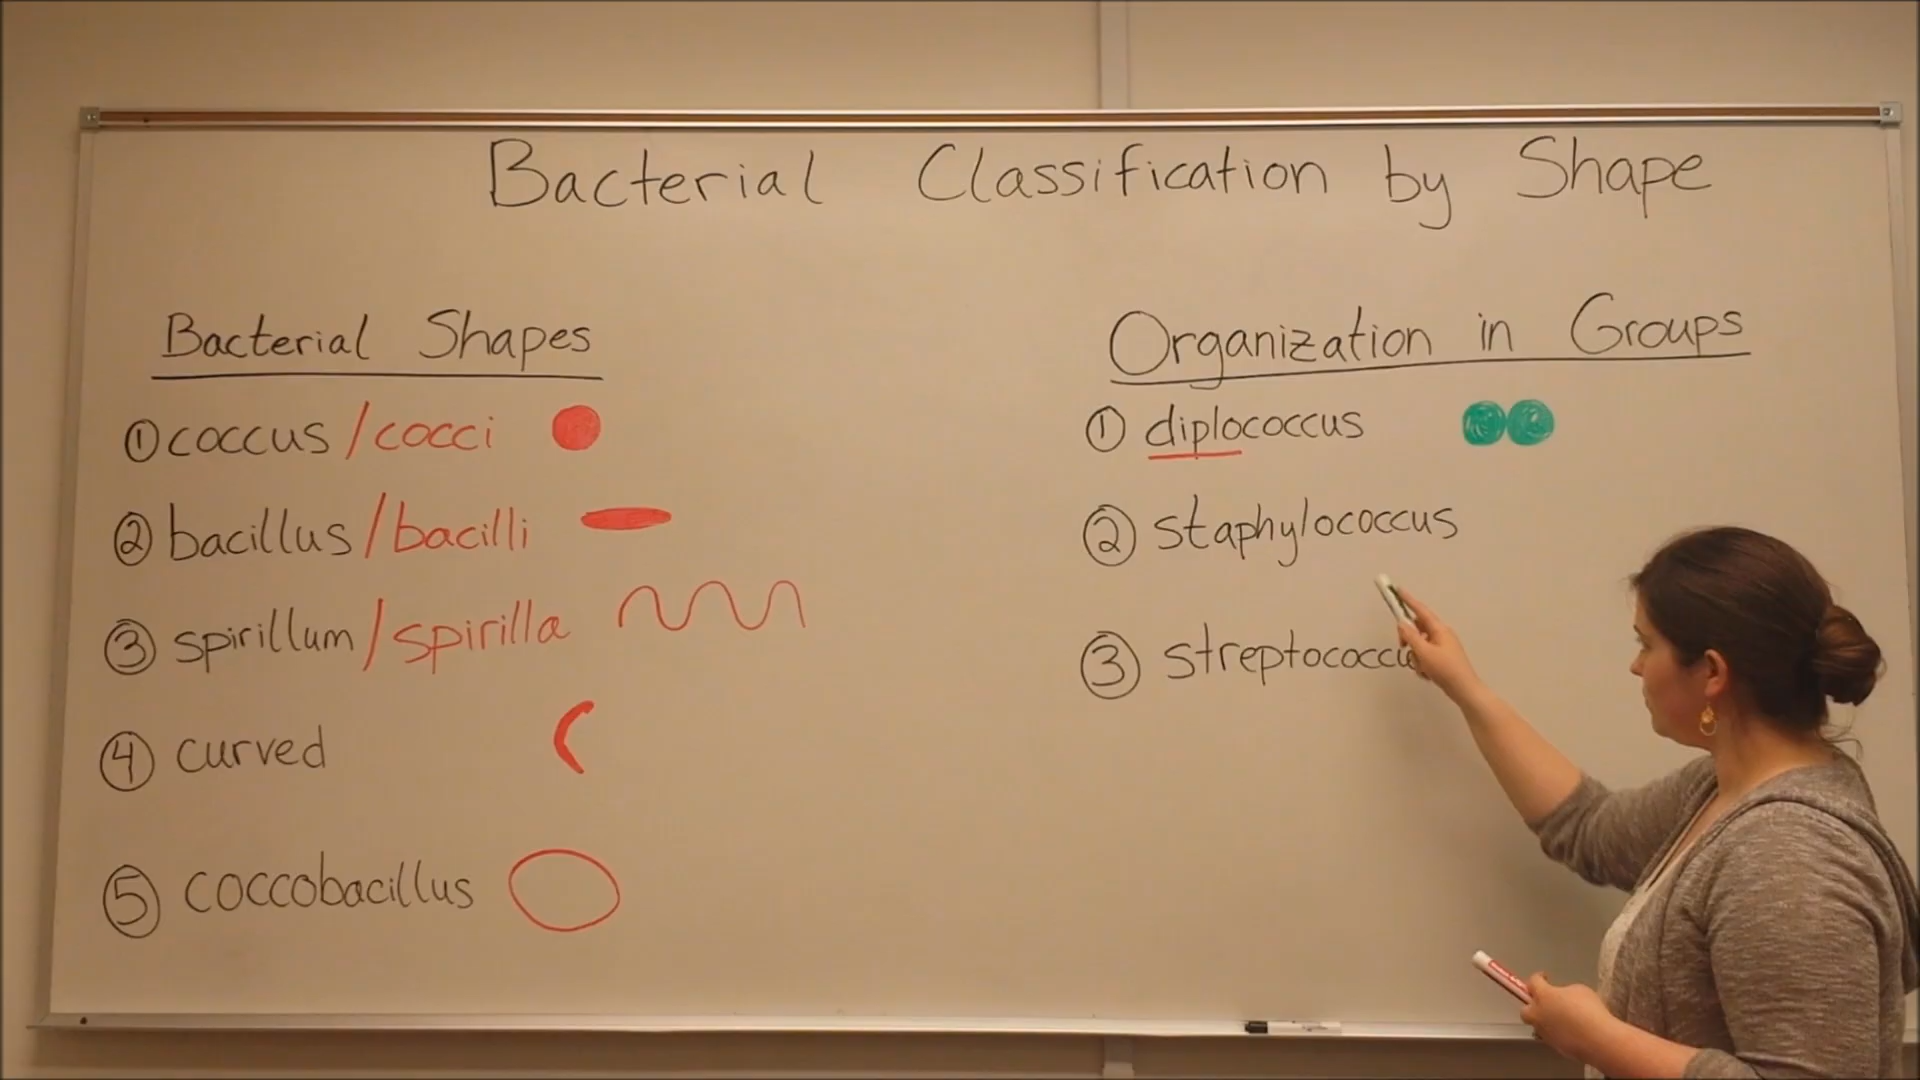 Bacterial Classification by Shape
Bacterial Shapes
① coccus / cocci
② bacillus / bacilli
③ spirillum / spirilla
④ curved
⑤ coccobacillus
Organization in Groups
① diplococcus
② staphylococcus
③ streptococcu